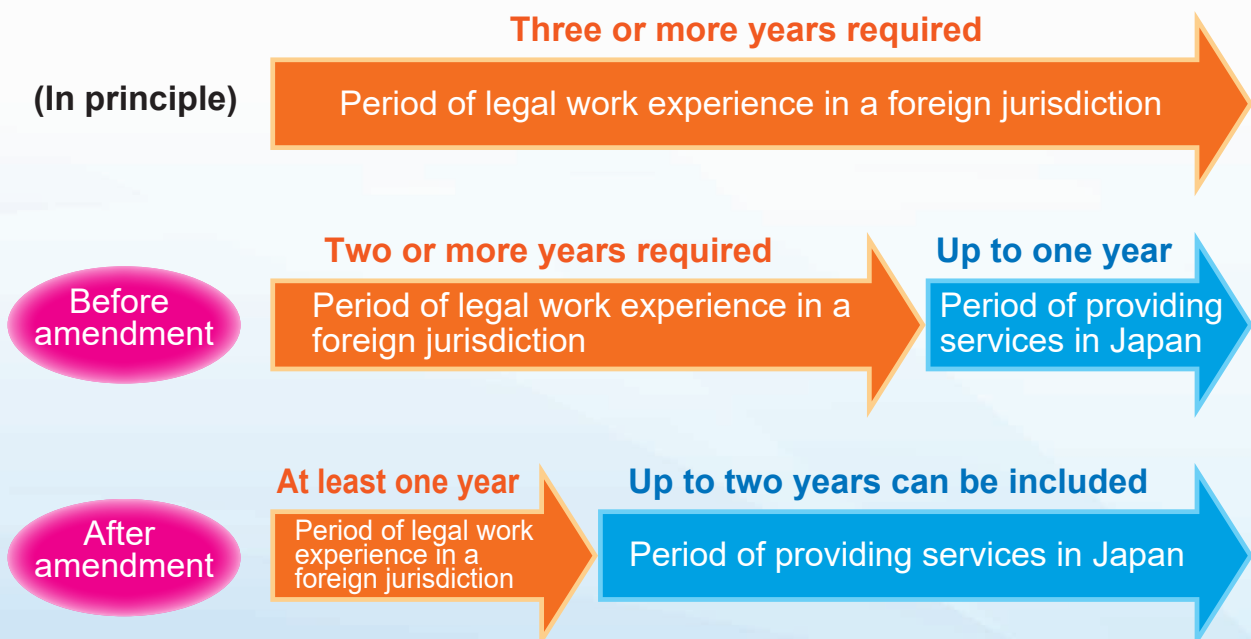 Three or more years required
(In principle)
Period of legal work experience in a foreign jurisdiction
Two or more years required
Up to one year
Before
amendment
Period of legal work experience in a
foreign jurisdiction
Period of providing
services in Japan
At least one year
Up to two years can be included
After
amendment
Period of legal work
experience in a
foreign jurisdiction
Period of providing services in Japan